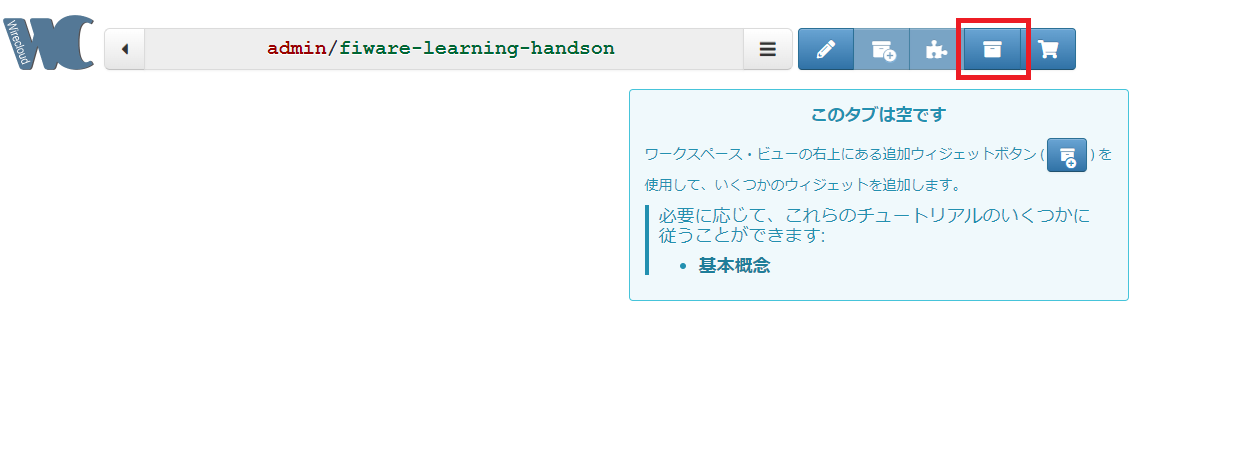 Wirecloud
WC
admin/fiware-learning-handson
このタブは空です
ワークスペース・ビューの右上にある追加ウィジェットボタン ( ) を
使用して、いくつかのウィジェットを追加します。
必要に応じて、これらのチュートリアルのいくつかに
従うことができます:
• 基本概念